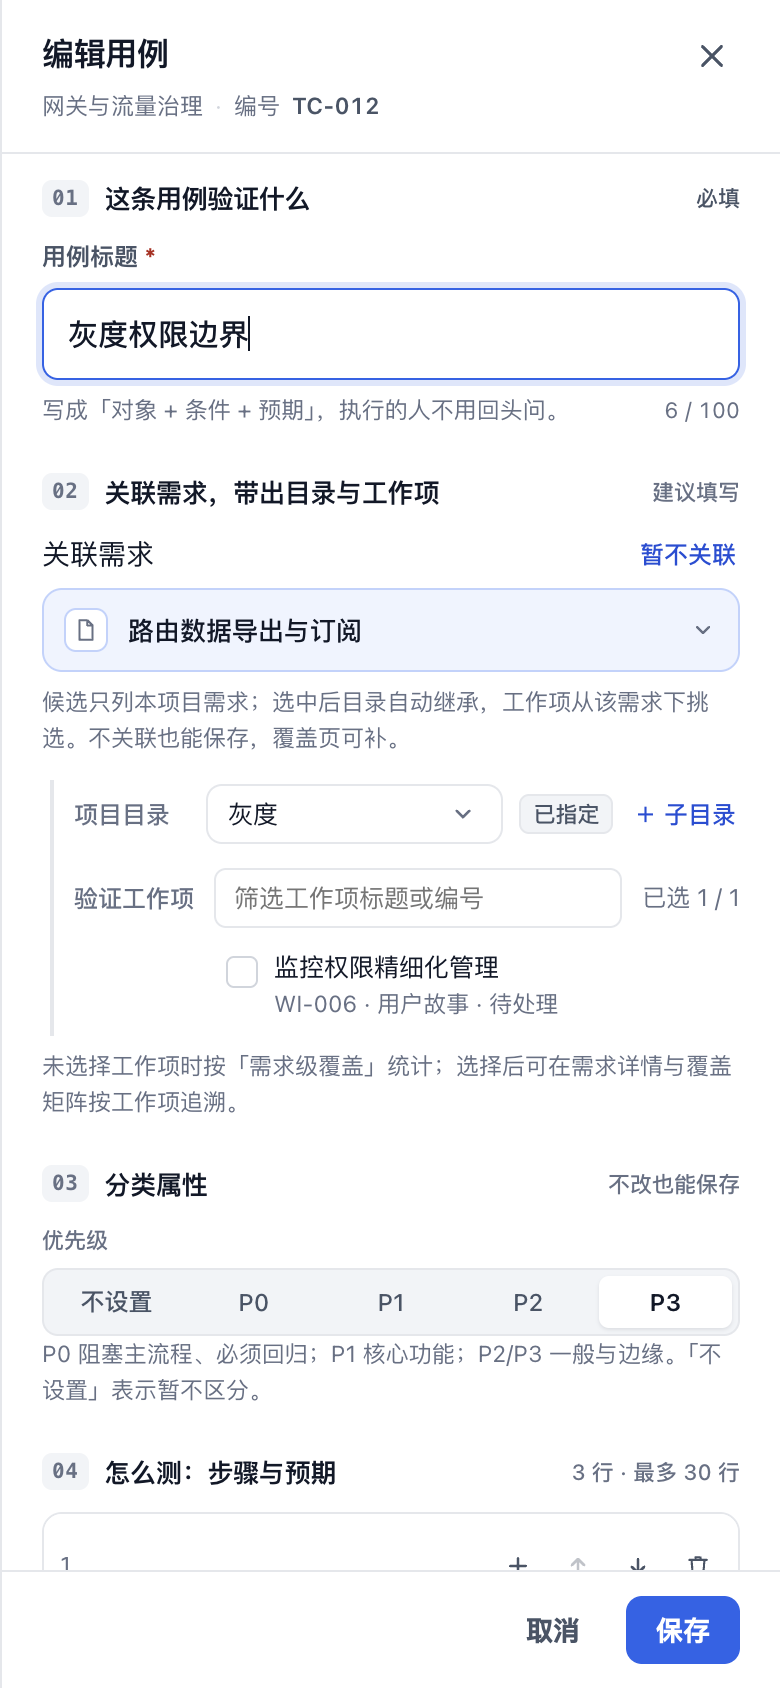 编辑用例
网关与流量治理 · 编号 TC-012
01 这条用例验证什么 必填
用例标题 *
灰度权限边界
写成「对象 + 条件 + 预期」，执行的人不用回头问。 6 / 100
02 关联需求，带出目录与工作项 建议填写
关联需求 暂不关联
路由数据导出与订阅
候选只列本项目需求；选中后目录自动继承，工作项从该需求下挑
选。不关联也能保存，覆盖页可补。
项目目录 灰度 已指定 + 子目录
验证工作项 筛选工作项标题或编号 已选 1 / 1
监控权限精细化管理
WI-006 · 用户故事 · 待处理
未选择工作项时按「需求级覆盖」统计；选择后可在需求详情与覆盖
矩阵按工作项追溯。
03 分类属性 不改也能保存
优先级
不设置 P0 P1 P2 P3
P0 阻塞主流程、必须回归；P1 核心功能；P2/P3 一般与边缘。「不
设置」表示暂不区分。
04 怎么测：步骤与预期 3 行 · 最多 30 行
1
取消 保存